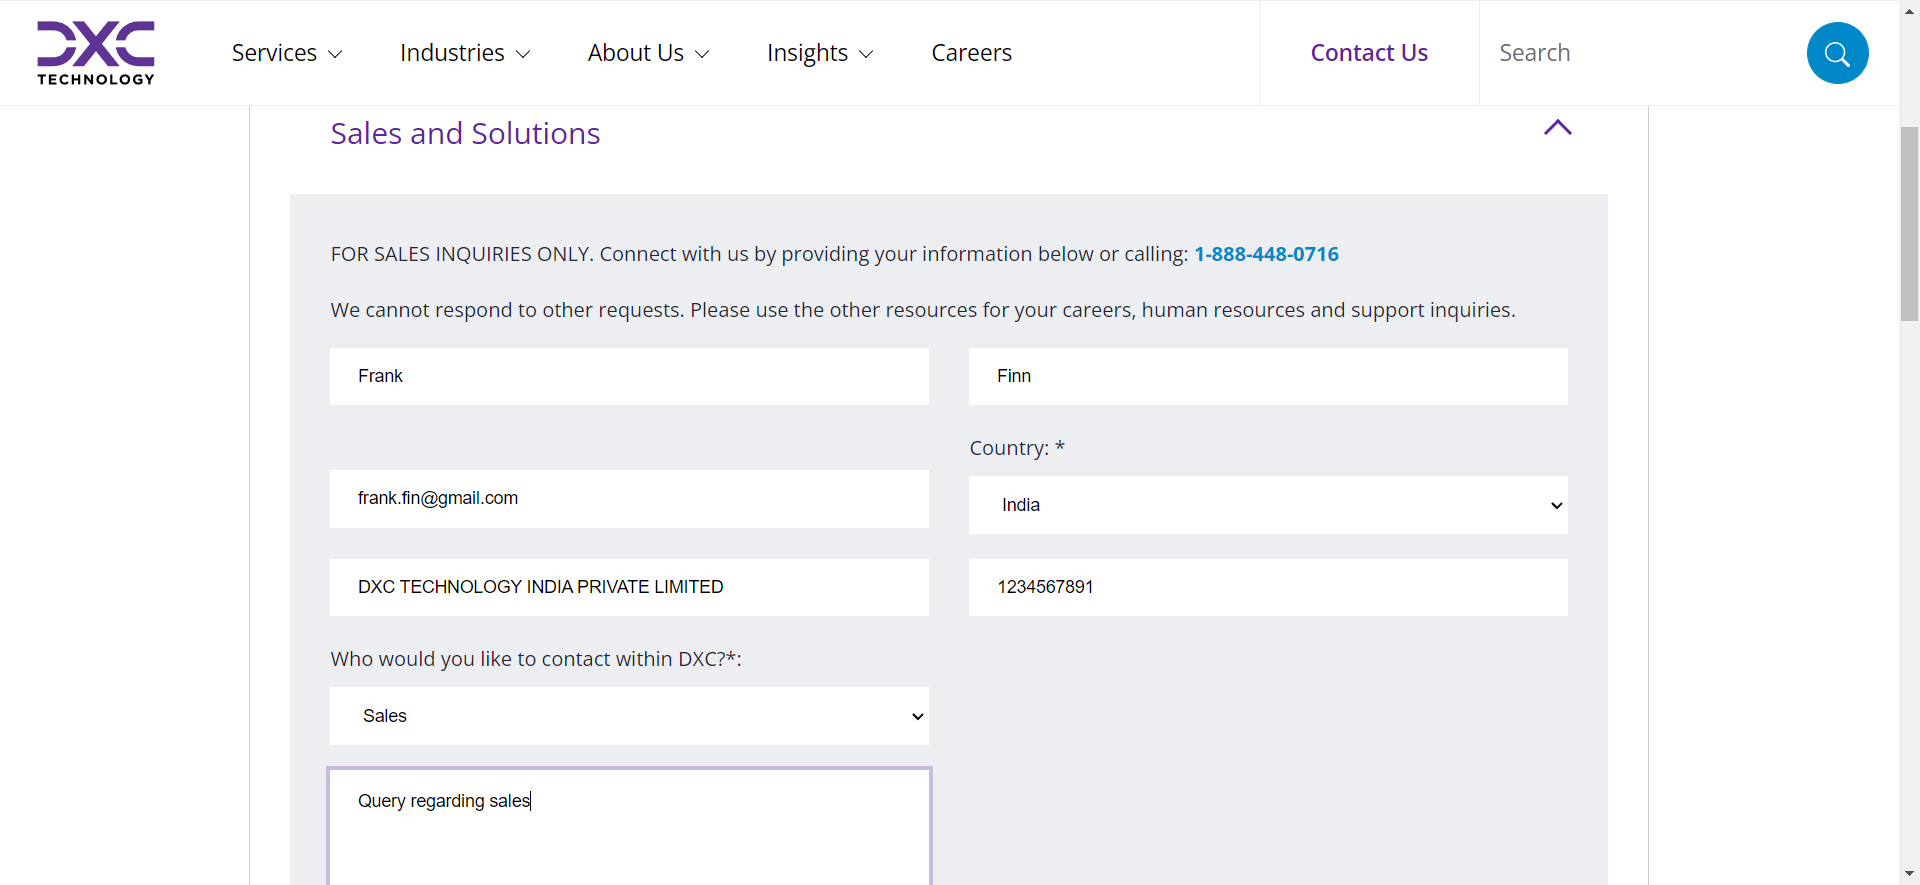 DXC
TECHNOLOGY
Services
Industries
About Us
Insights
Careers
Contact Us
Search
Sales and Solutions
FOR SALES INQUIRIES ONLY. Connect with us by providing your information below or calling: 1-888-448-0716
We cannot respond to other requests. Please use the other resources for your careers, human resources and support inquiries.
Frank
Finn
Country: *
frank.fin@gmail.com
India
DXC TECHNOLOGY INDIA PRIVATE LIMITED
1234567891
Who would you like to contact within DXC?*:
Sales
Query regarding sales